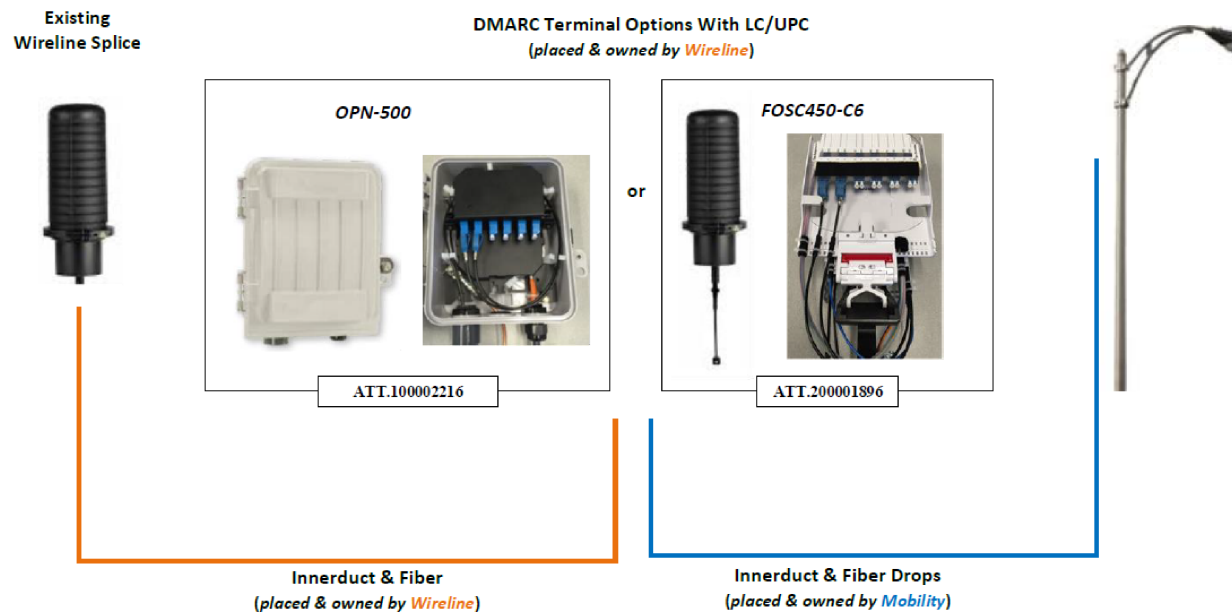 Existing
Wireline Splice
DMARC Terminal Options With LC/UPC
(placed & owned by Wireline)
OPN-500
FOSC450-C6
or
ATT.100002216
ATT.200001896
Innerduct & Fiber
(placed & owned by Wireline)
Innerduct & Fiber Drops
(placed & owned by Mobility)